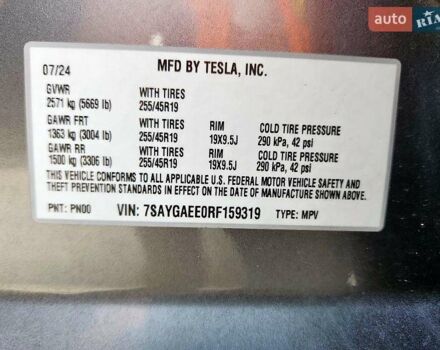 auto RIA
07/24 MFD BY TESLA, INC.
GVWR WITH TIRES
2571 kg (5669 lb) 255/45R19
GAWR FRT WITH TIRES RIM COLD TIRE PRESSURE
1363 kg (3004 lb) 255/45R19 19X9.5J 290 kPa, 42 psi
GAWR RR WITH TIRES RIM COLD TIRE PRESSURE
1500 kg (3306 lb) 255/45R19 19X9.5J 290 kPa, 42 psi
THIS VEHICLE CONFORMS TO ALL APPLICABLE U.S. FEDERAL MOTOR VEHICLE SAFETY AND
THEFT PREVENTION STANDARDS IN EFFECT ON THE DATE OF MANUFACTURE SHOWN ABOVE.
PNT: PN00 VIN: 7SAYGAEE0RF159319 TYPE: MPV